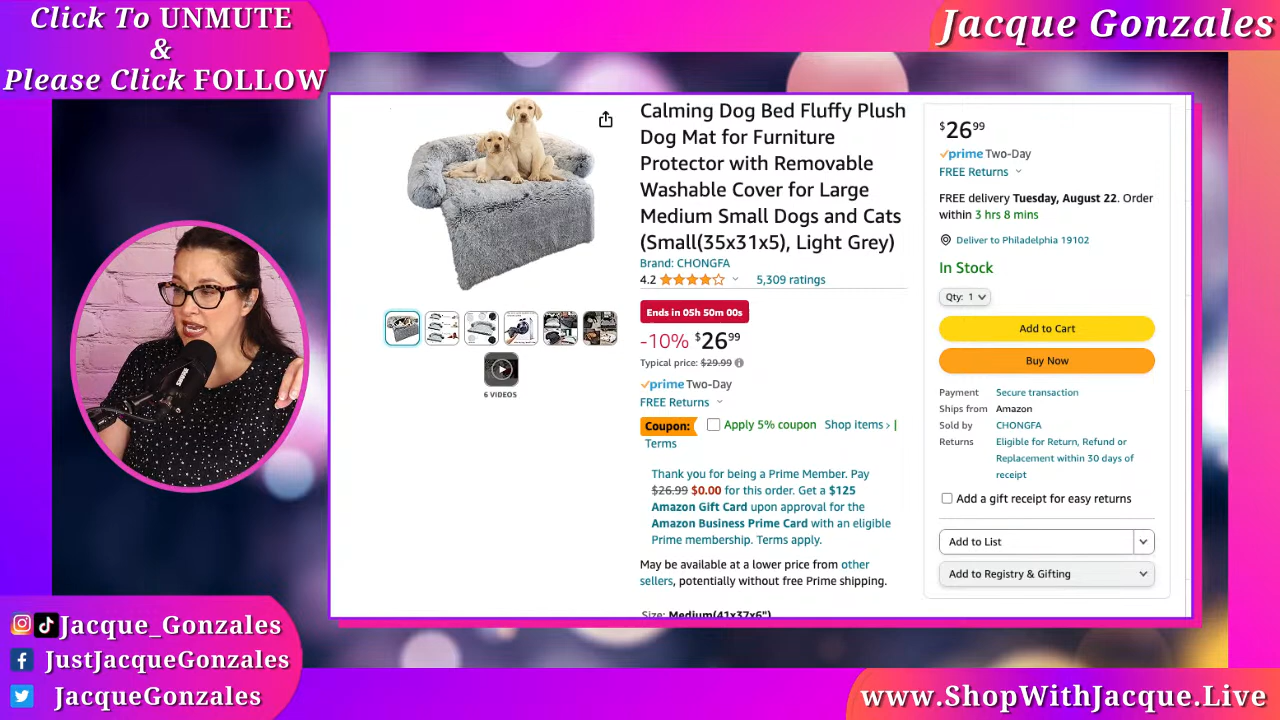 Click To UNMUTE
&
Please Click FOLLOW
Jacque Gonzales
Calming Dog Bed Fluffy Plush
Dog Mat for Furniture
Protector with Removable
Washable Cover for Large
Medium Small Dogs and Cats
(Small(35x31x5), Light Grey)
Brand: CHONGFA
4.2 5,309 ratings
Ends in 05h 50m 00s
-10% $26 99
Typical price: $29.99
prime Two-Day
FREE Returns
Coupon: Apply 5% coupon Shop items › |
Terms
Thank you for being a Prime Member. Pay
$26.99 $0.00 for this order. Get a $125
Amazon Gift Card upon approval for the
Amazon Business Prime Card with an eligible
Prime membership. Terms apply.
May be available at a lower price from other
sellers, potentially without free Prime shipping.
Size: Medium(41x37x6")
6 VIDEOS
$26 99
prime Two-Day
FREE Returns
FREE delivery Tuesday, August 22. Order
within 3 hrs 8 mins
Deliver to Philadelphia 19102
In Stock
Qty: 1
Add to Cart
Buy Now
Payment Secure transaction
Ships from Amazon
Sold by CHONGFA
Returns Eligible for Return, Refund or
Replacement within 30 days of
receipt
Add a gift receipt for easy returns
Add to List
Add to Registry & Gifting
Jacque_Gonzales
JustJacqueGonzales
JacqueGonzales
www.ShopWithJacque.Live